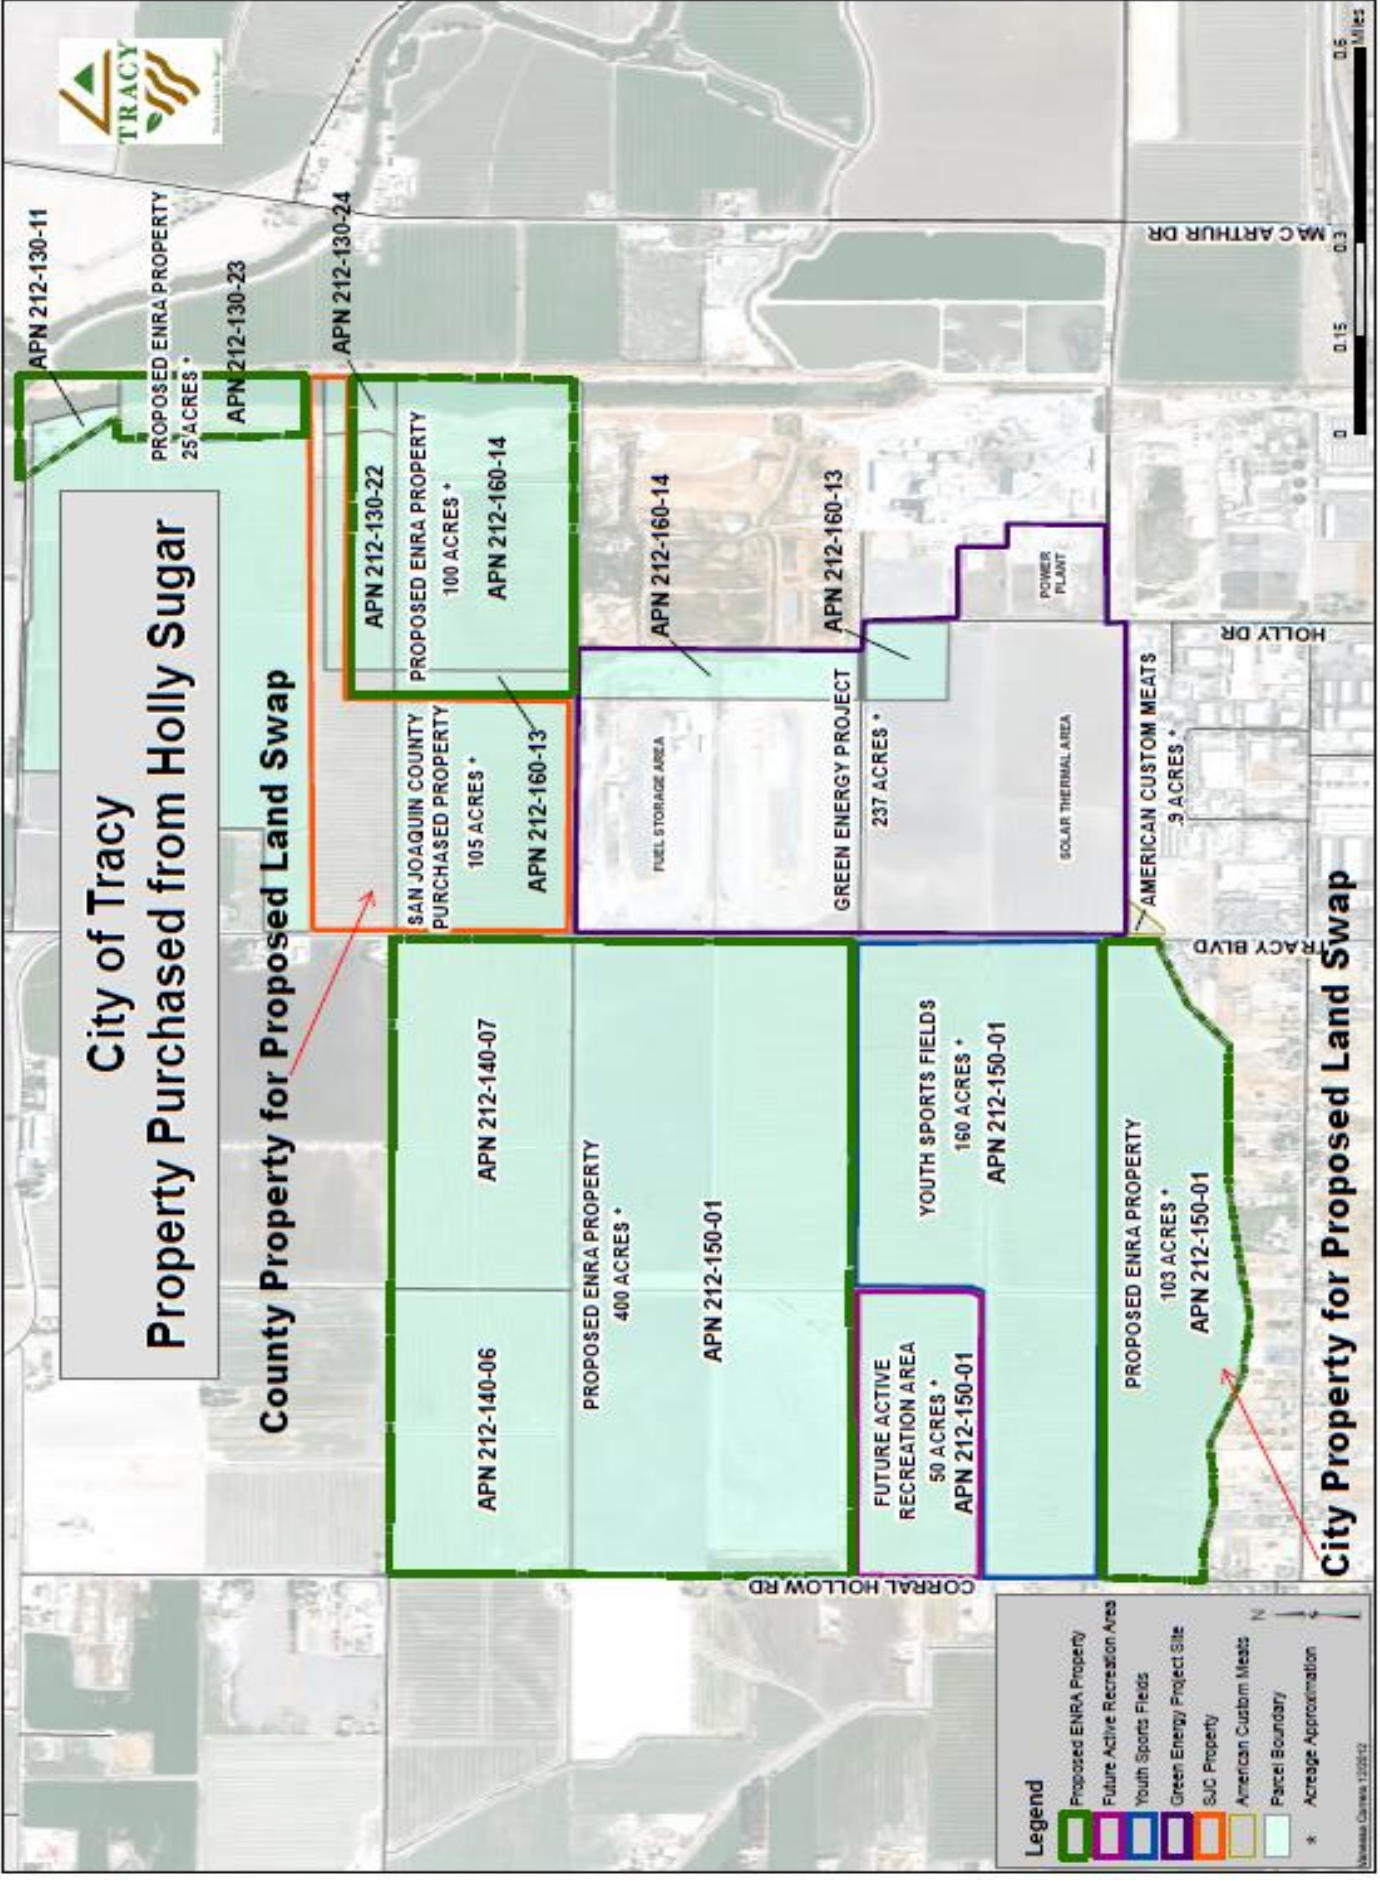 City of Tracy
Property Purchased from Holly Sugar
TRACY
County Property for Proposed Land Swap
APN 212-130-11
PROPOSED ENRA PROPERTY
25 ACRES *
APN 212-130-23
APN 212-130-24
APN 212-130-22
PROPOSED ENRA PROPERTY
100 ACRES *
APN 212-160-14
SAN JOAQUIN COUNTY
PURCHASED PROPERTY
105 ACRES *
APN 212-160-13
APN 212-140-06
APN 212-140-07
PROPOSED ENRA PROPERTY
400 ACRES *
APN 212-150-01
FUEL STORAGE AREA
APN 212-160-14
APN 212-160-13
GREEN ENERGY PROJECT
237 ACRES *
SOLAR THERMAL AREA
POWER
PLANT
CORRAL HOLLOW RD
FUTURE ACTIVE
RECREATION AREA
50 ACRES *
APN 212-150-01
YOUTH SPORTS FIELDS
160 ACRES *
APN 212-150-01
PROPOSED ENRA PROPERTY
103 ACRES *
APN 212-150-01
AMERICAN CUSTOM MEATS
.9 ACRES *
TRACY BLVD
HOLLY DR
MAC ARTHUR DR
City Property for Proposed Land Swap
Legend
Proposed ENRA Property
Future Active Recreation Area
Youth Sports Fields
Green Energy Project Site
SJC Property
American Custom Meats
Parcel Boundary
* Acreage Approximation
N
0 0.15 0.3 0.6
Miles